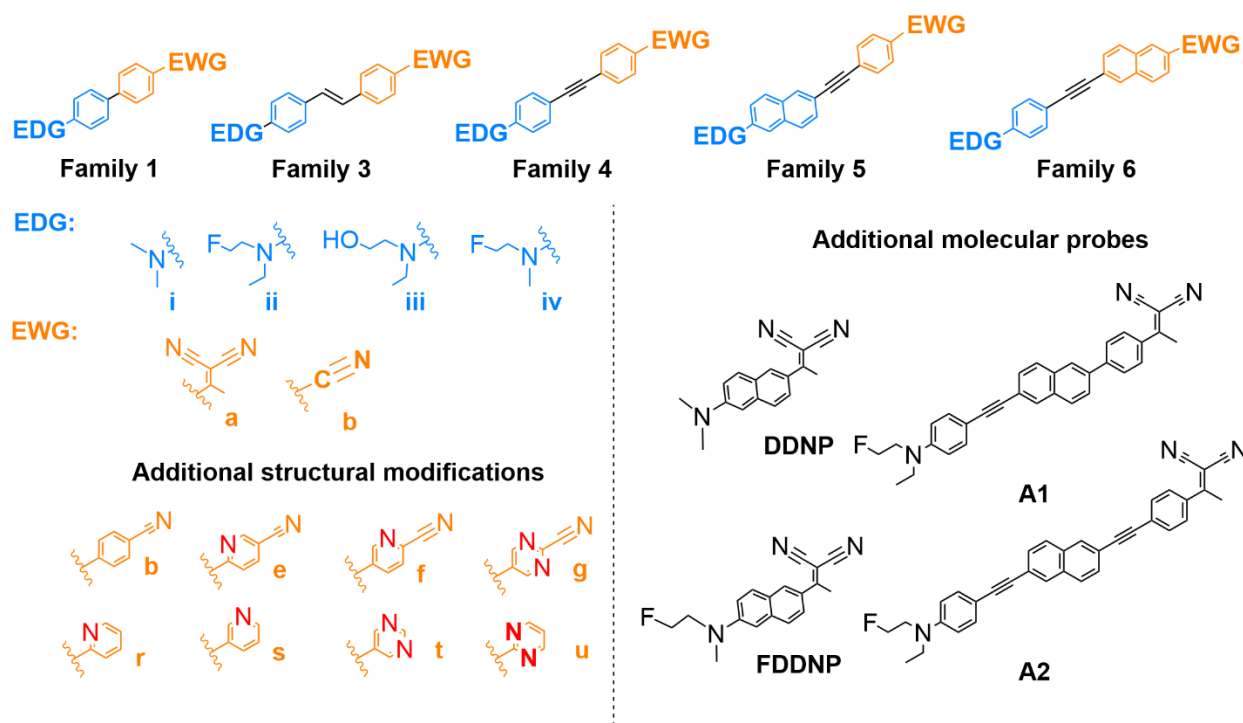 EWG EWG EWG EWG EWG
EDG EDG EDG EDG EDG
Family 1 Family 3 Family 4 Family 5 Family 6
EDG:
N F N HO N F N
i ii iii iv
EWG:
N N C N
a b
Additional structural modifications
N N N N N N N N
b e f g
N N N N N N
r s t u
Additional molecular probes
N N
N
DDNP
N N
F N
A1
N N
F N
FDDNP
N N
F N
A2